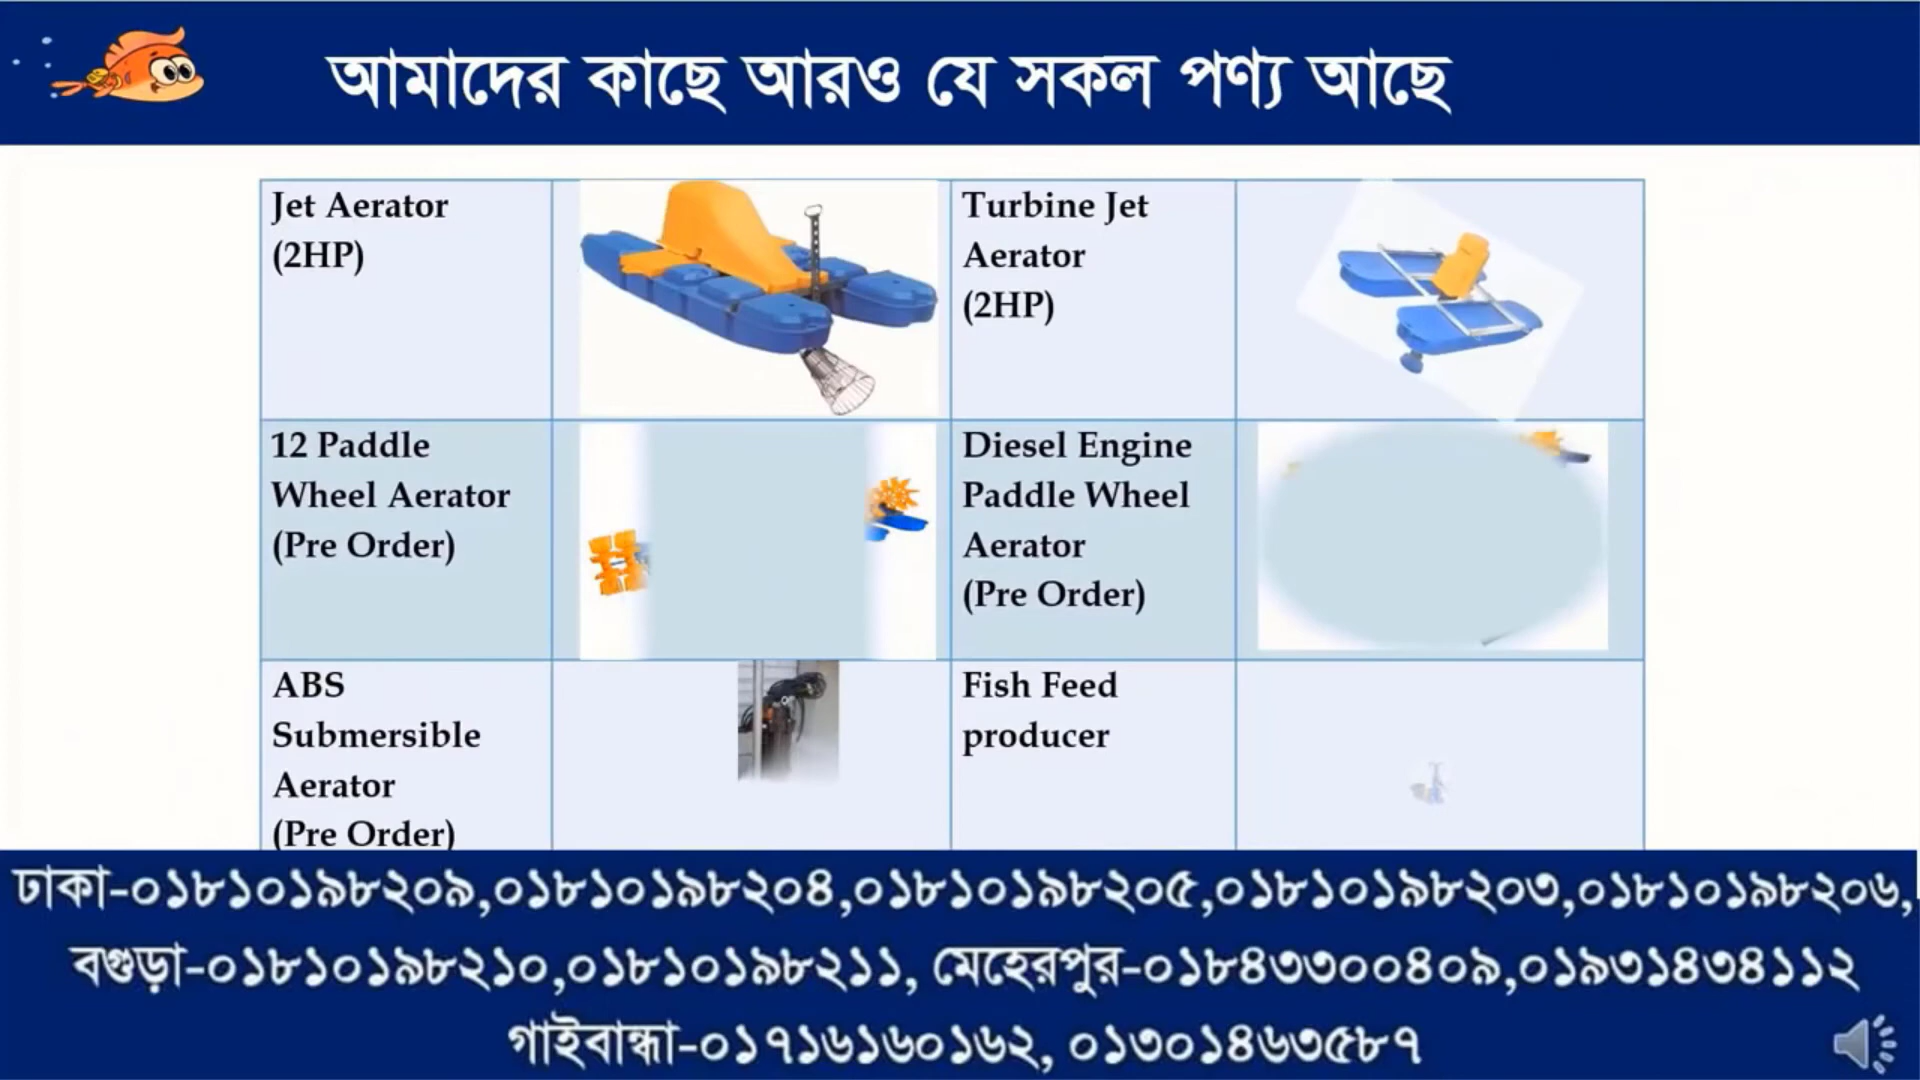 আমাদের কাছে আরও যে সকল পণ্য আছে
Jet Aerator
(2HP)
Turbine Jet
Aerator
(2HP)
12 Paddle
Wheel Aerator
(Pre Order)
Diesel Engine
Paddle Wheel
Aerator
(Pre Order)
ABS
Submersible
Aerator
(Pre Order)
Fish Feed
producer
ঢাকা-০১৮১০১৯৮২০৯,০১৮১০১৯৮২০৪,০১৮১০১৯৮২০৫,০১৮১০১৯৮২০৩,০১৮১০১৯৮২০৬,
বগুড়া-০১৮১০১৯৮২১০,০১৮১০১৯৮২১১, মেহেরপুর-০১৮৪৩৩০০৪০৯,০১৯৩১৪৩৪১১২
গাইবান্ধা-০১৭১৬১৬০১৬২, ০১৩০১৪৬৩৫৮৭